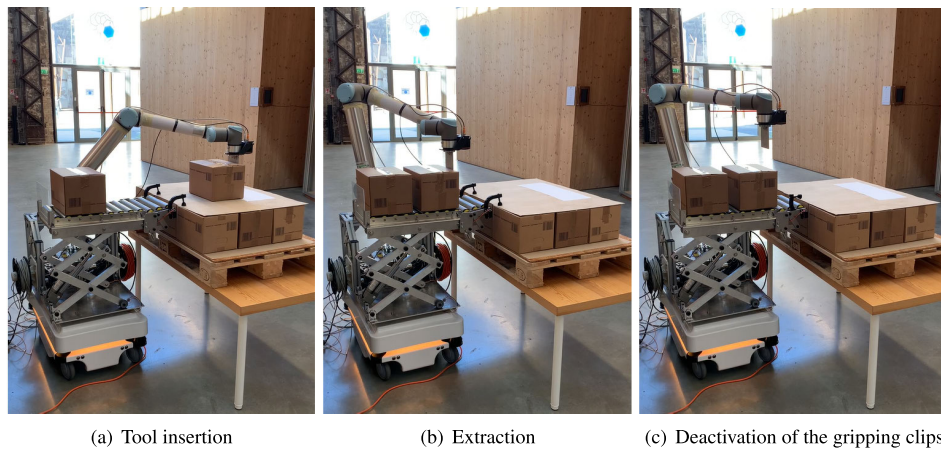 (a) Tool insertion
(b) Extraction
(c) Deactivation of the gripping clips